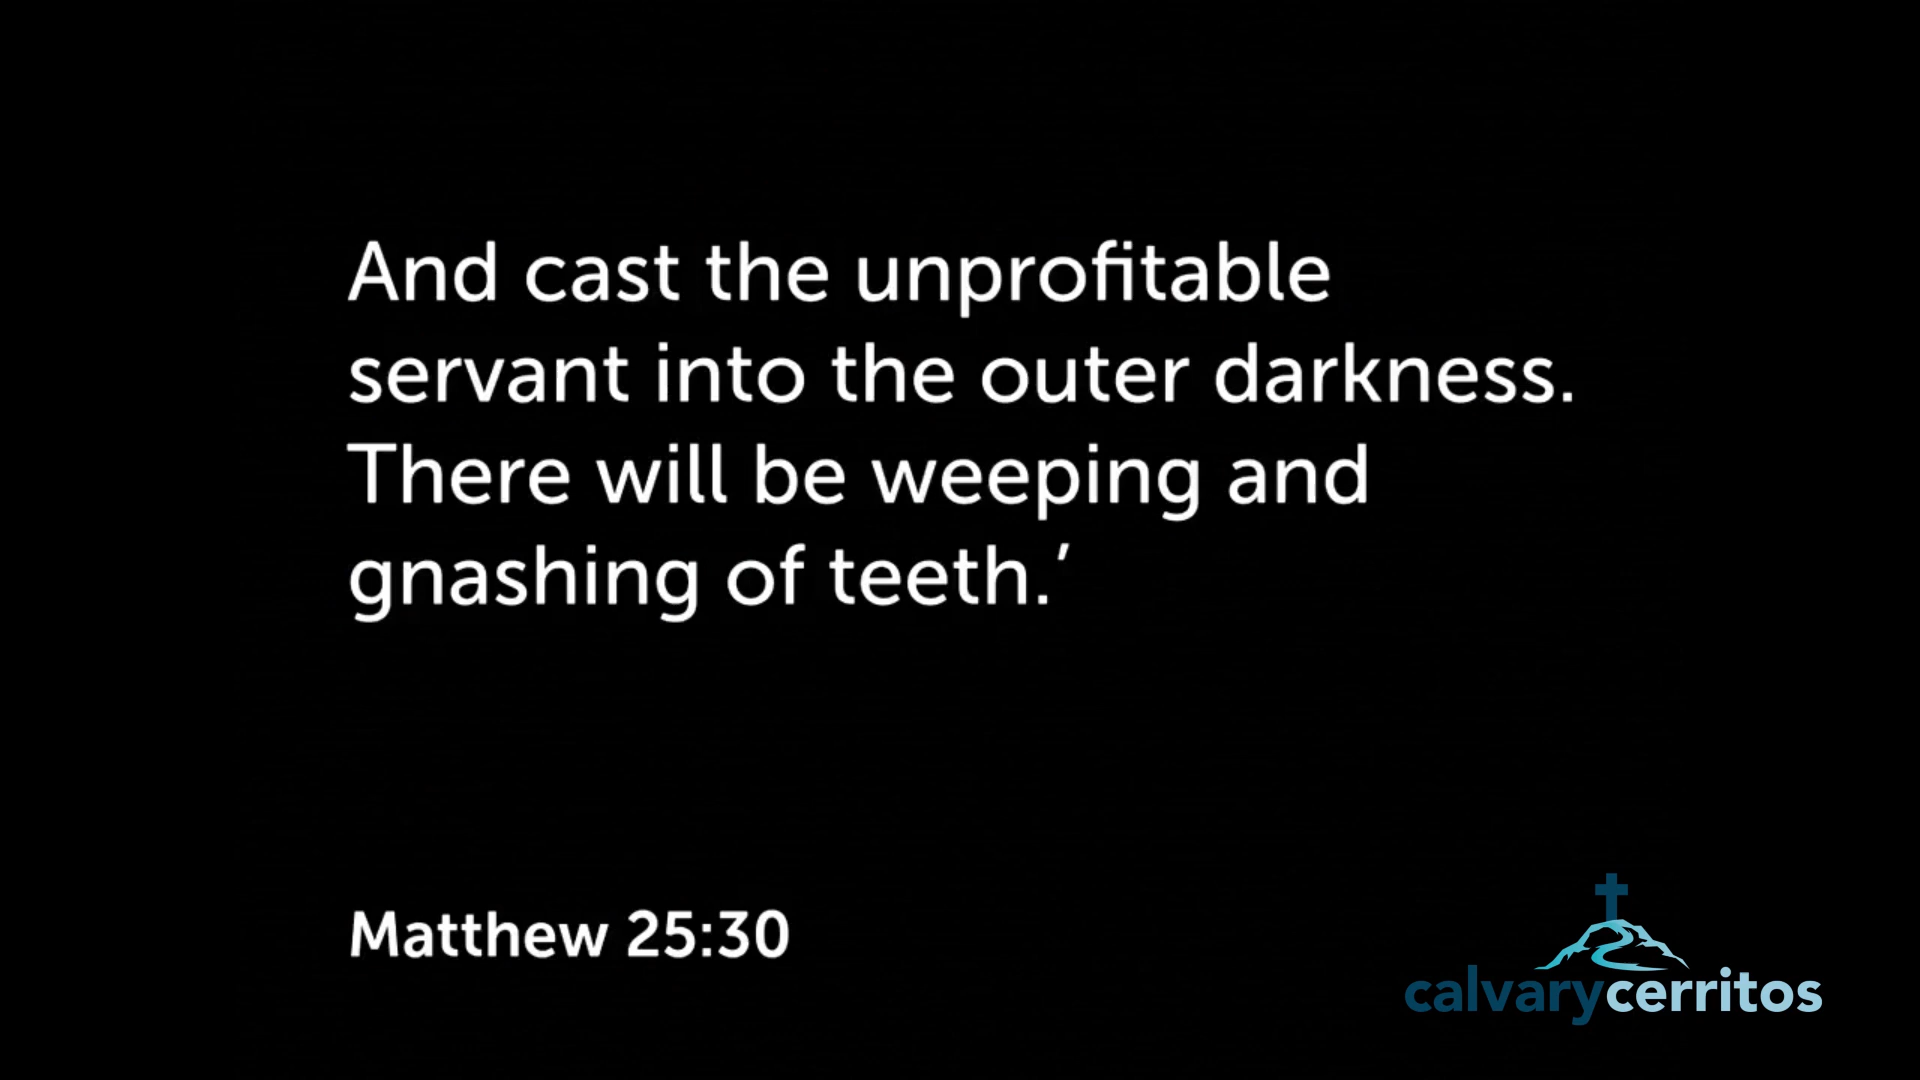 And cast the unprofitable
servant into the outer darkness.
There will be weeping and
gnashing of teeth.’
Matthew 25:30
calvarycerritos